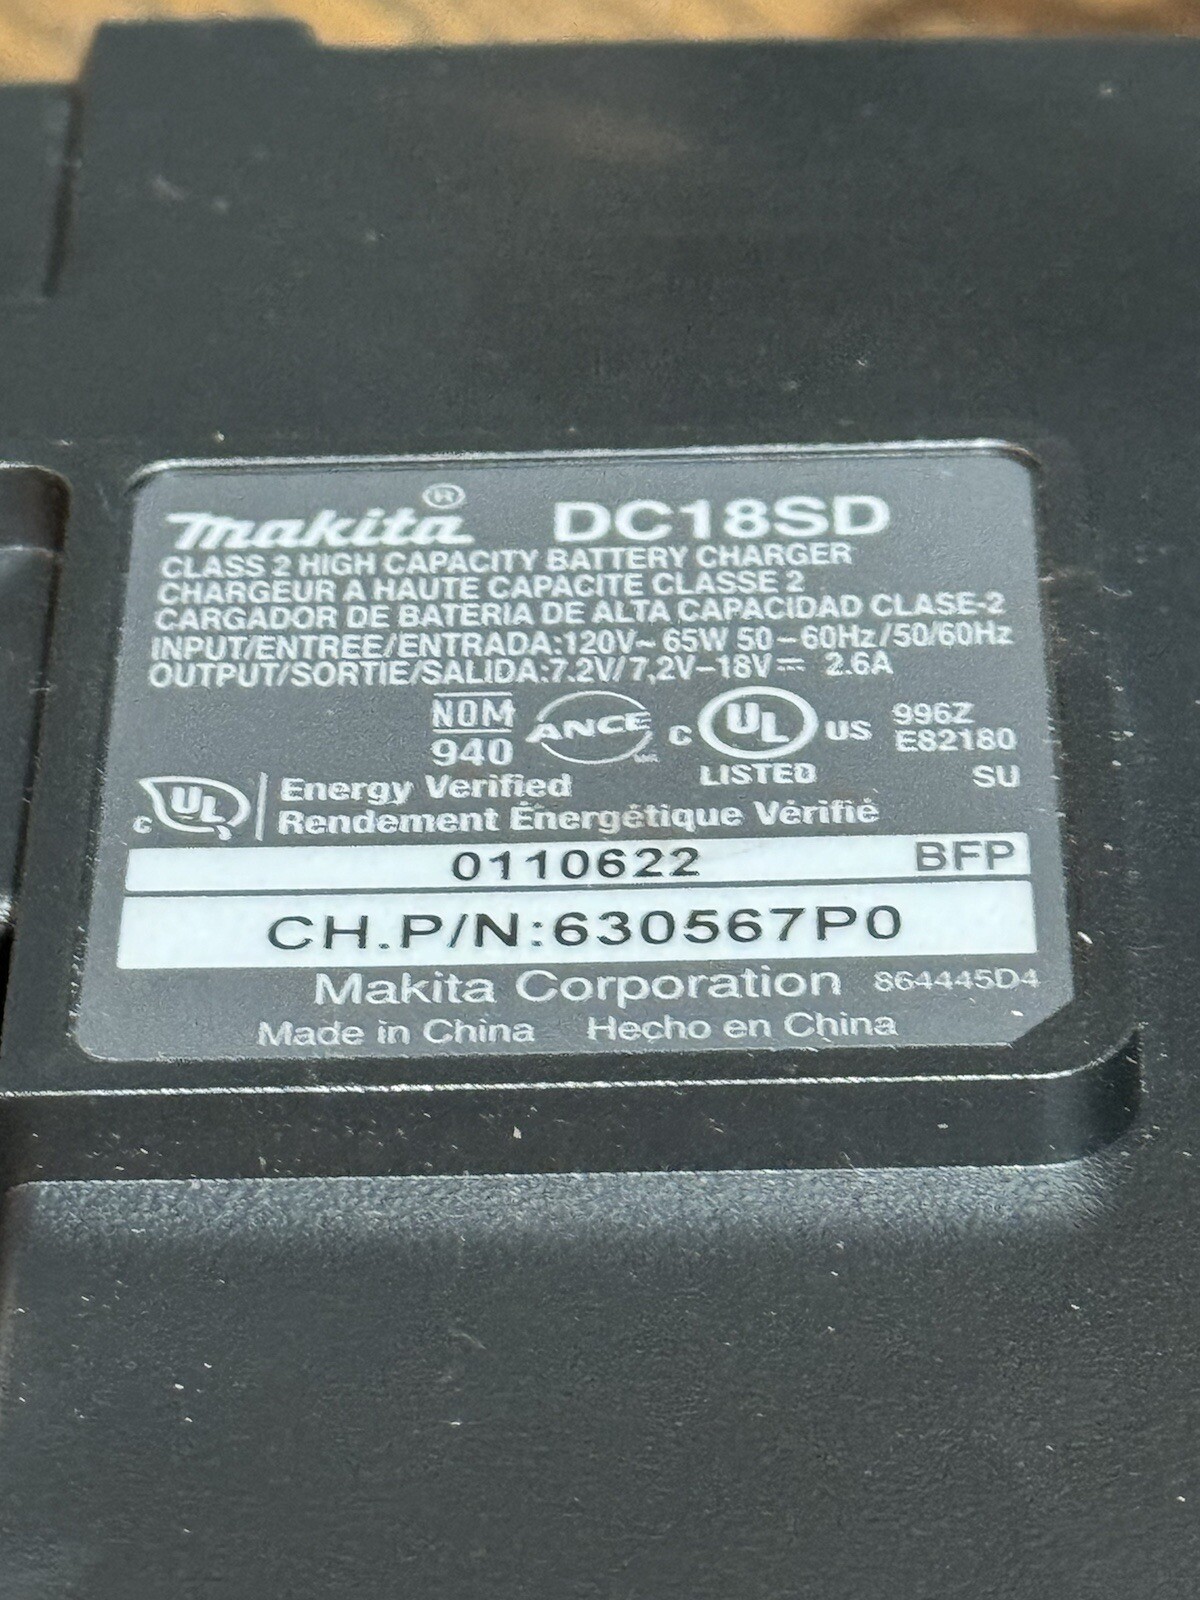 makita® DC18SD
CLASS 2 HIGH CAPACITY BATTERY CHARGER
CHARGEUR A HAUTE CAPACITE CLASSE 2
CARGADOR DE BATERIA DE ALTA CAPACIDAD CLASE-2
INPUT/ENTREE/ENTRADA:120V~ 65W 50-60Hz/50/60Hz
OUTPUT/SORTIE/SALIDA:7.2V/7,2V-18V⎓ 2.6A
NOM
940
ANCE
C UL US
LISTED
996Z
E82180
SU
C UL
Energy Verified
Rendement Énergétique Vérifié
0110622 BFP
CH.P/N:630567P0
Makita Corporation 864445D4
Made in China Hecho en China